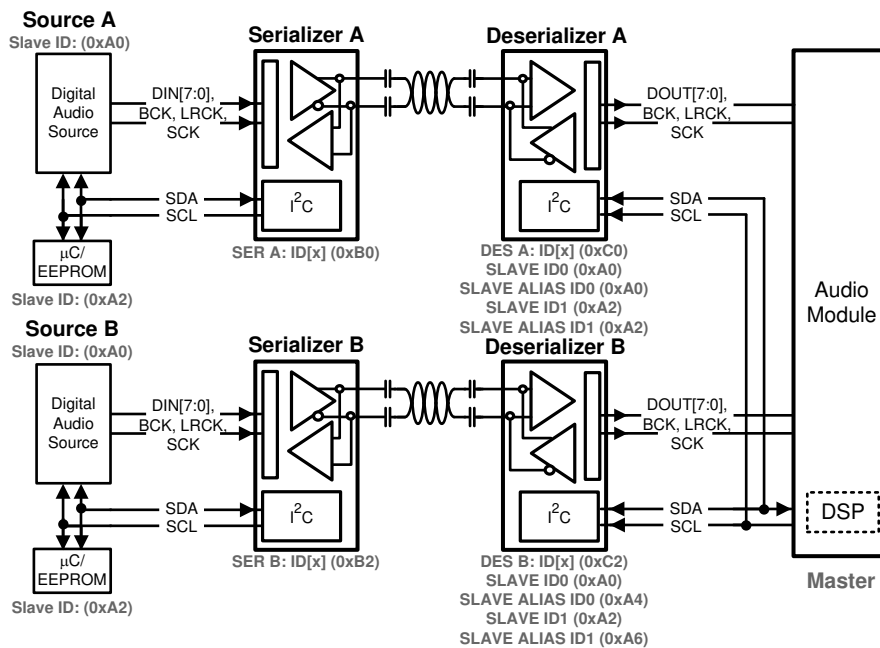 Source A
Slave ID: (0xA0)
Digital
Audio
Source
DIN[7:0],
BCK, LRCK,
SCK
SDA
SCL
µC/
EEPROM
Slave ID: (0xA2)
Serializer A
I²C
SER A: ID[x] (0xB0)
Deserializer A
I²C
DES A: ID[x] (0xC0)
SLAVE ID0 (0xA0)
SLAVE ALIAS ID0 (0xA0)
SLAVE ID1 (0xA2)
SLAVE ALIAS ID1 (0xA2)
DOUT[7:0],
BCK, LRCK,
SCK
SDA
SCL
Source B
Slave ID: (0xA0)
Digital
Audio
Source
DIN[7:0],
BCK, LRCK,
SCK
SDA
SCL
µC/
EEPROM
Slave ID: (0xA2)
Serializer B
I²C
SER B: ID[x] (0xB2)
Deserializer B
I²C
DES B: ID[x] (0xC2)
SLAVE ID0 (0xA0)
SLAVE ALIAS ID0 (0xA4)
SLAVE ID1 (0xA2)
SLAVE ALIAS ID1 (0xA6)
DOUT[7:0],
BCK, LRCK,
SCK
SDA
SCL
Audio
Module
DSP
Master